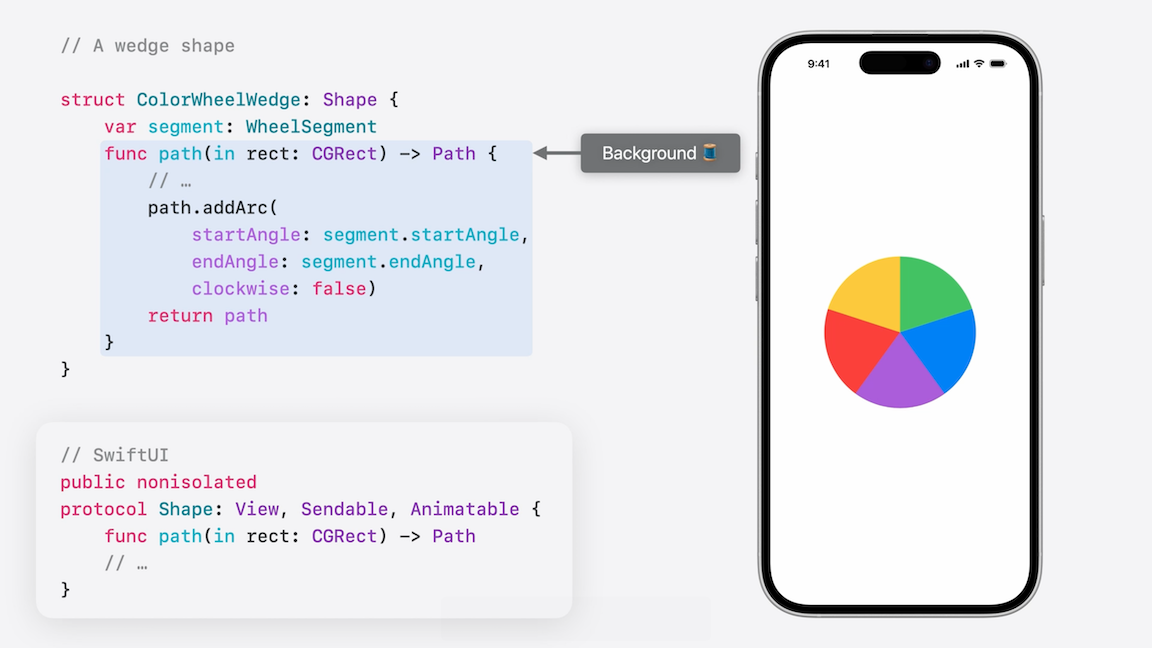 // A wedge shape
struct ColorWheelWedge: Shape {
var segment: WheelSegment
func path(in rect: CGRect) -> Path {
// …
path.addArc(
startAngle: segment.startAngle,
endAngle: segment.endAngle,
clockwise: false)
return path
}
}
Background 🧵
// SwiftUI
public nonisolated
protocol Shape: View, Sendable, Animatable {
func path(in rect: CGRect) -> Path
// …
}
9:41